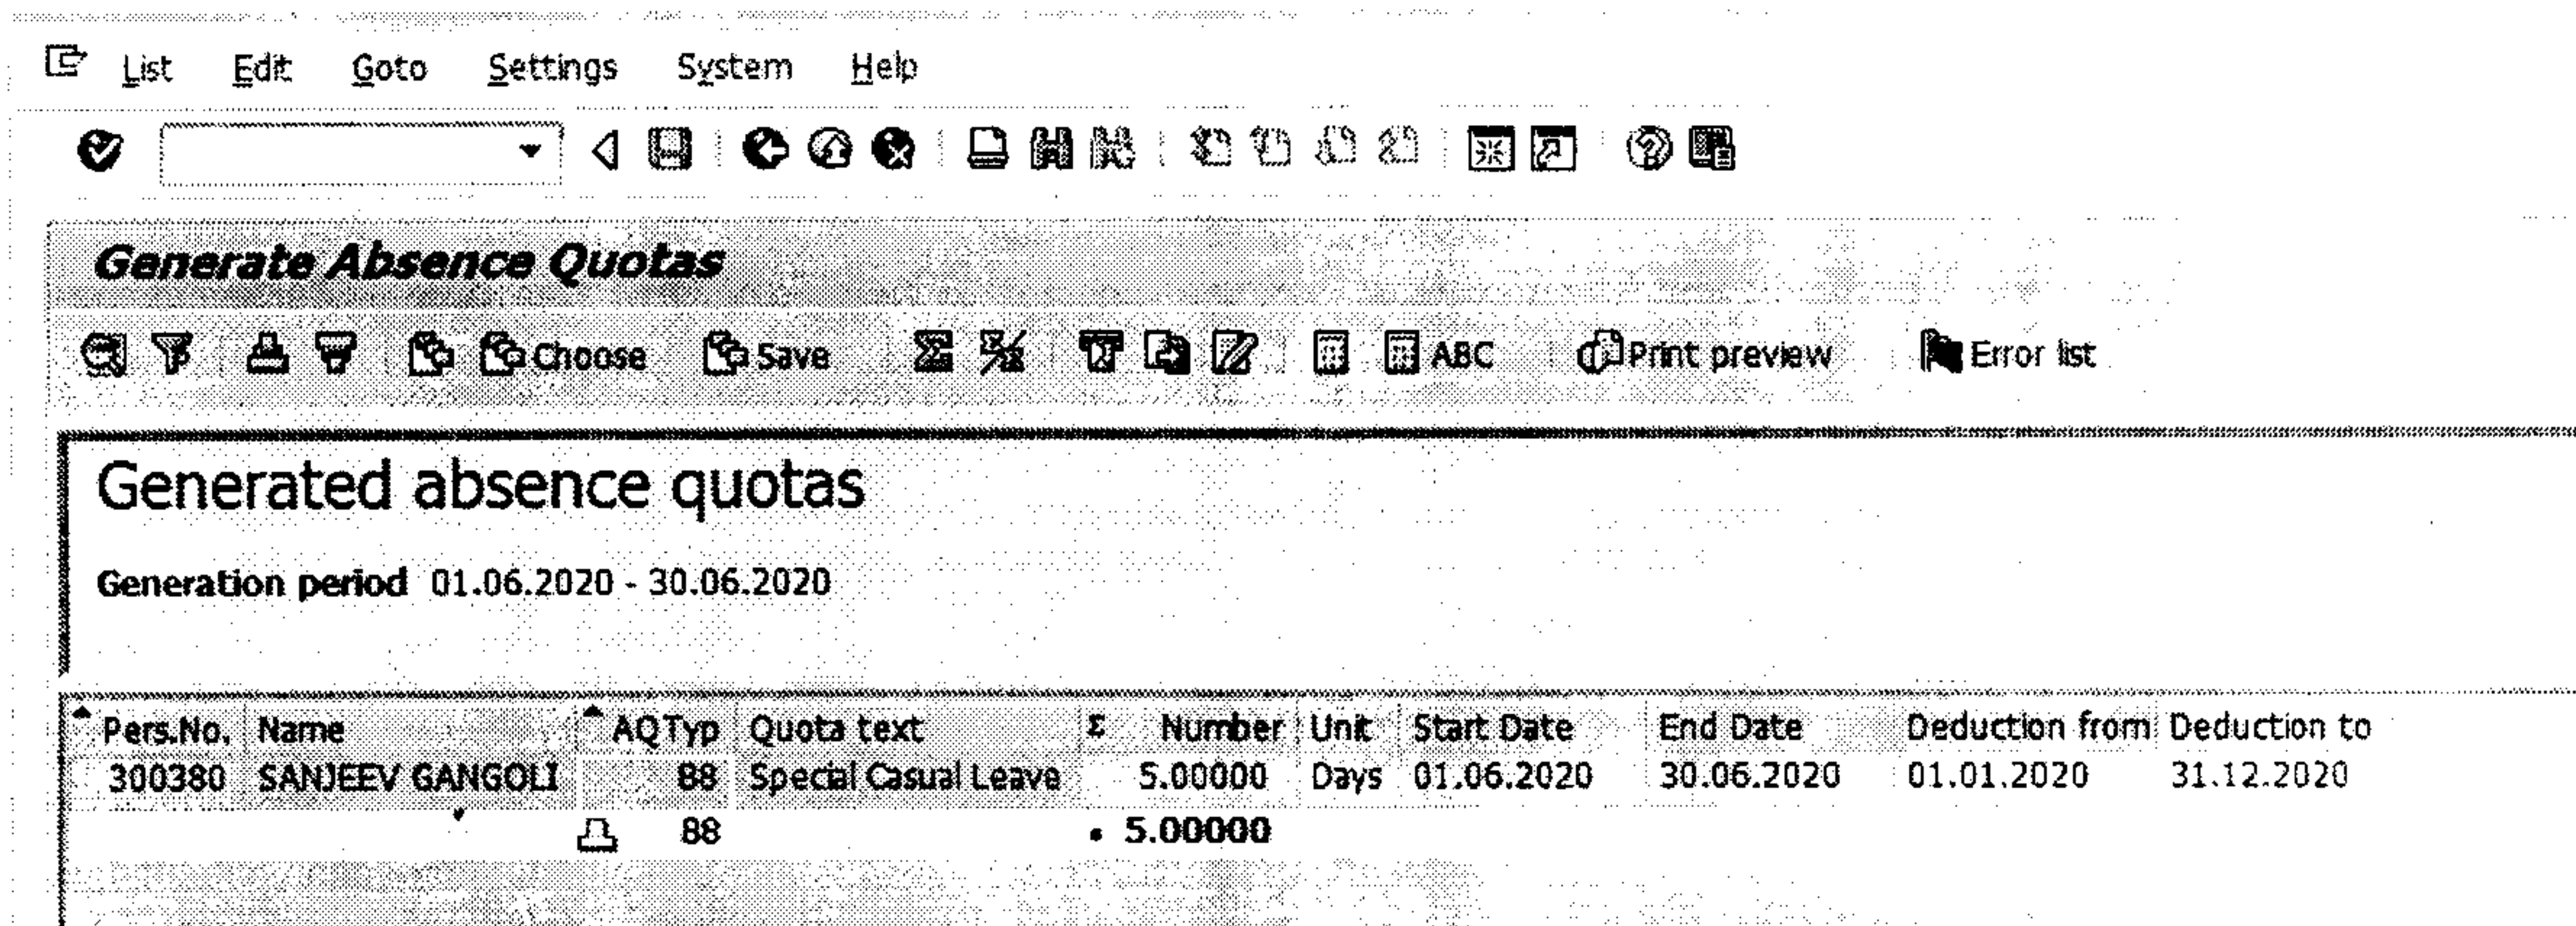 List Edit Goto Settings System Help
Generate Absence Quotas
Choose Save ABC Print preview Error list
Generated absence quotas
Generation period 01.06.2020 - 30.06.2020
Pers.No. Name AQTyp Quota text Σ Number Unit Start Date End Date Deduction from Deduction to
300380 SANJEEV GANGOLI 88 Special Casual Leave 5.00000 Days 01.06.2020 30.06.2020 01.01.2020 31.12.2020
88 • 5.00000